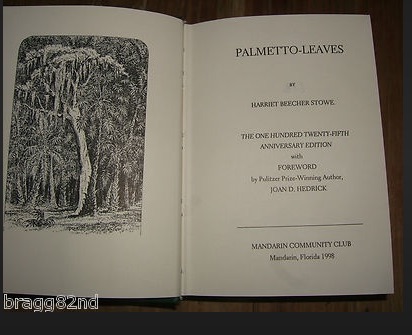 PALMETTO-LEAVES
BY
HARRIET BEECHER STOWE.
THE ONE HUNDRED TWENTY-FIFTH
ANNIVERSARY EDITION
with
FOREWORD
by Pulitzer Prize-Winning Author,
JOAN D. HEDRICK
MANDARIN COMMUNITY CLUB
Mandarin, Florida 1998
bragg82nd